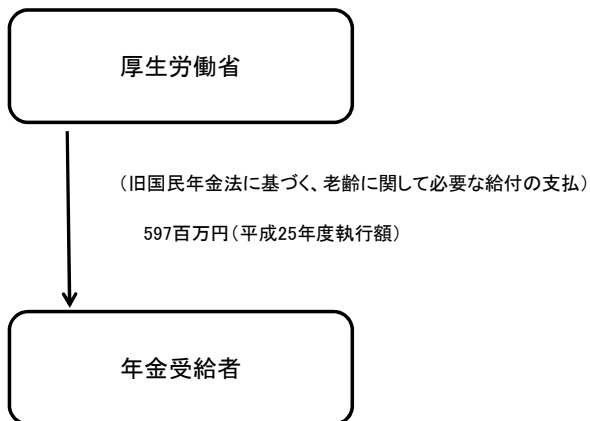 厚生労働省
（旧国民年金法に基づく、老齢に関して必要な給付の支払）
597百万円（平成25年度執行額）
年金受給者